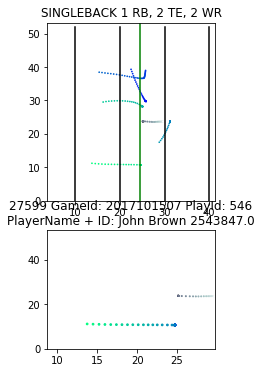 SINGLEBACK 1 RB, 2 TE, 2 WR
50
40
30
20
10
0
10 20 30 40
27599 GameId: 2017101507 PlayId: 546
PlayerName + ID: John Brown 2543847.0
40
20
0
10 15 20 25